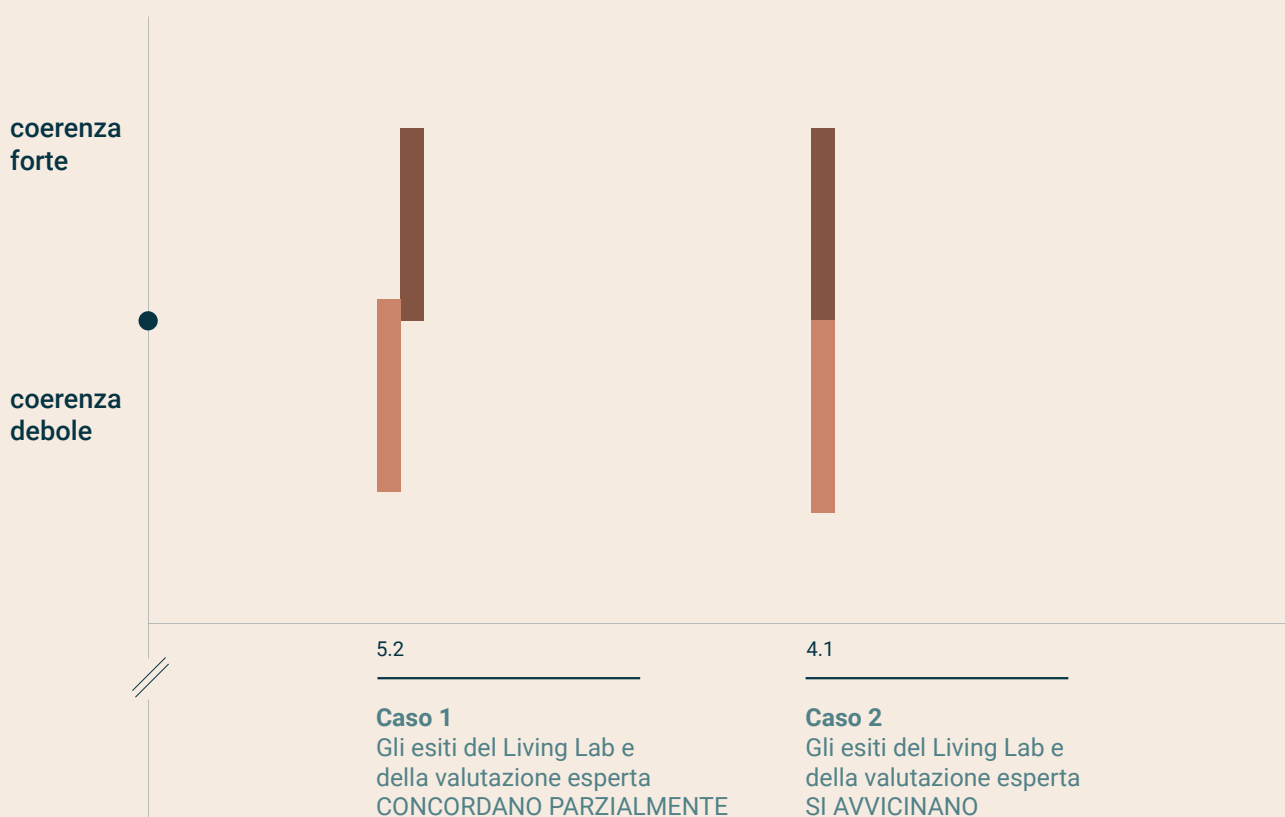 coerenza
forte
coerenza
debole
5.2
Caso 1
Gli esiti del Living Lab e
della valutazione esperta
CONCORDANO PARZIALMENTE
4.1
Caso 2
Gli esiti del Living Lab e
della valutazione esperta
SI AVVICINANO